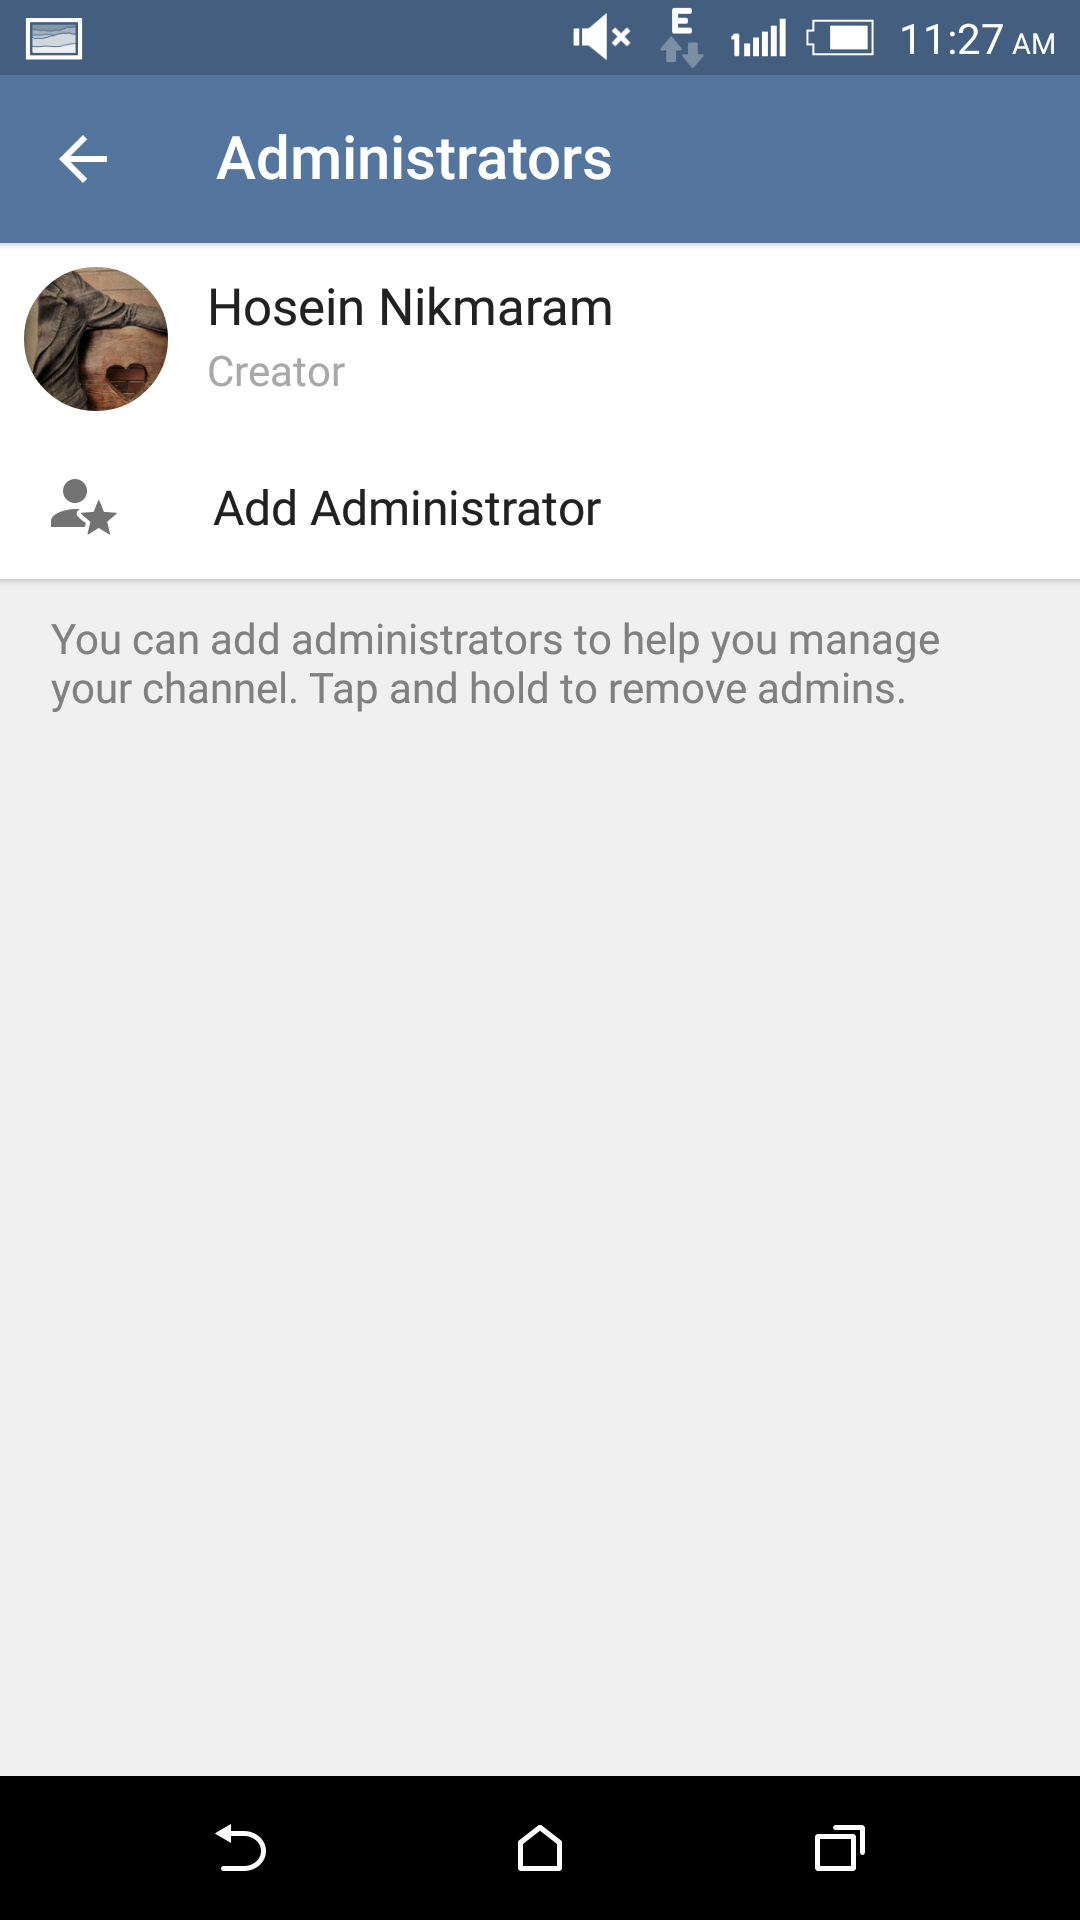 E 1 11:27 AM
Administrators
Hosein Nikmaram
Creator
Add Administrator
You can add administrators to help you manage
your channel. Tap and hold to remove admins.